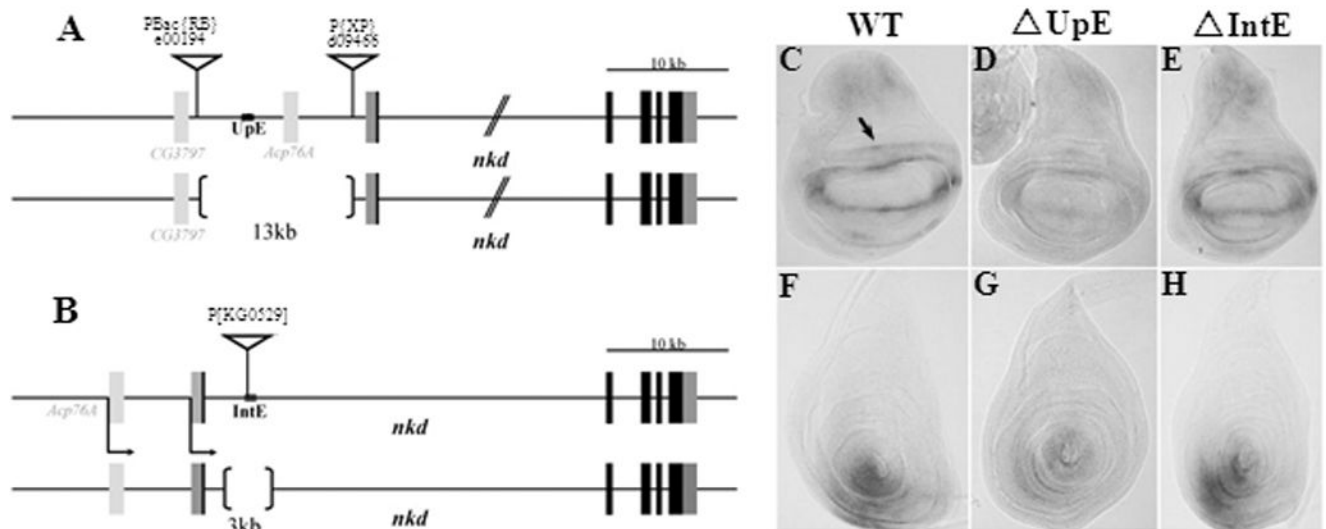 A
PBac{RB}
e00194
P{XP}
d09466
10 kb
UpE
CG3797
Acp76A
nkd
13kb
CG3797
nkd
B
P[KG0529]
10 kb
Acp76A
IntE
nkd
3kb
nkd
WT
△UpE
△IntE
C
D
E
F
G
H